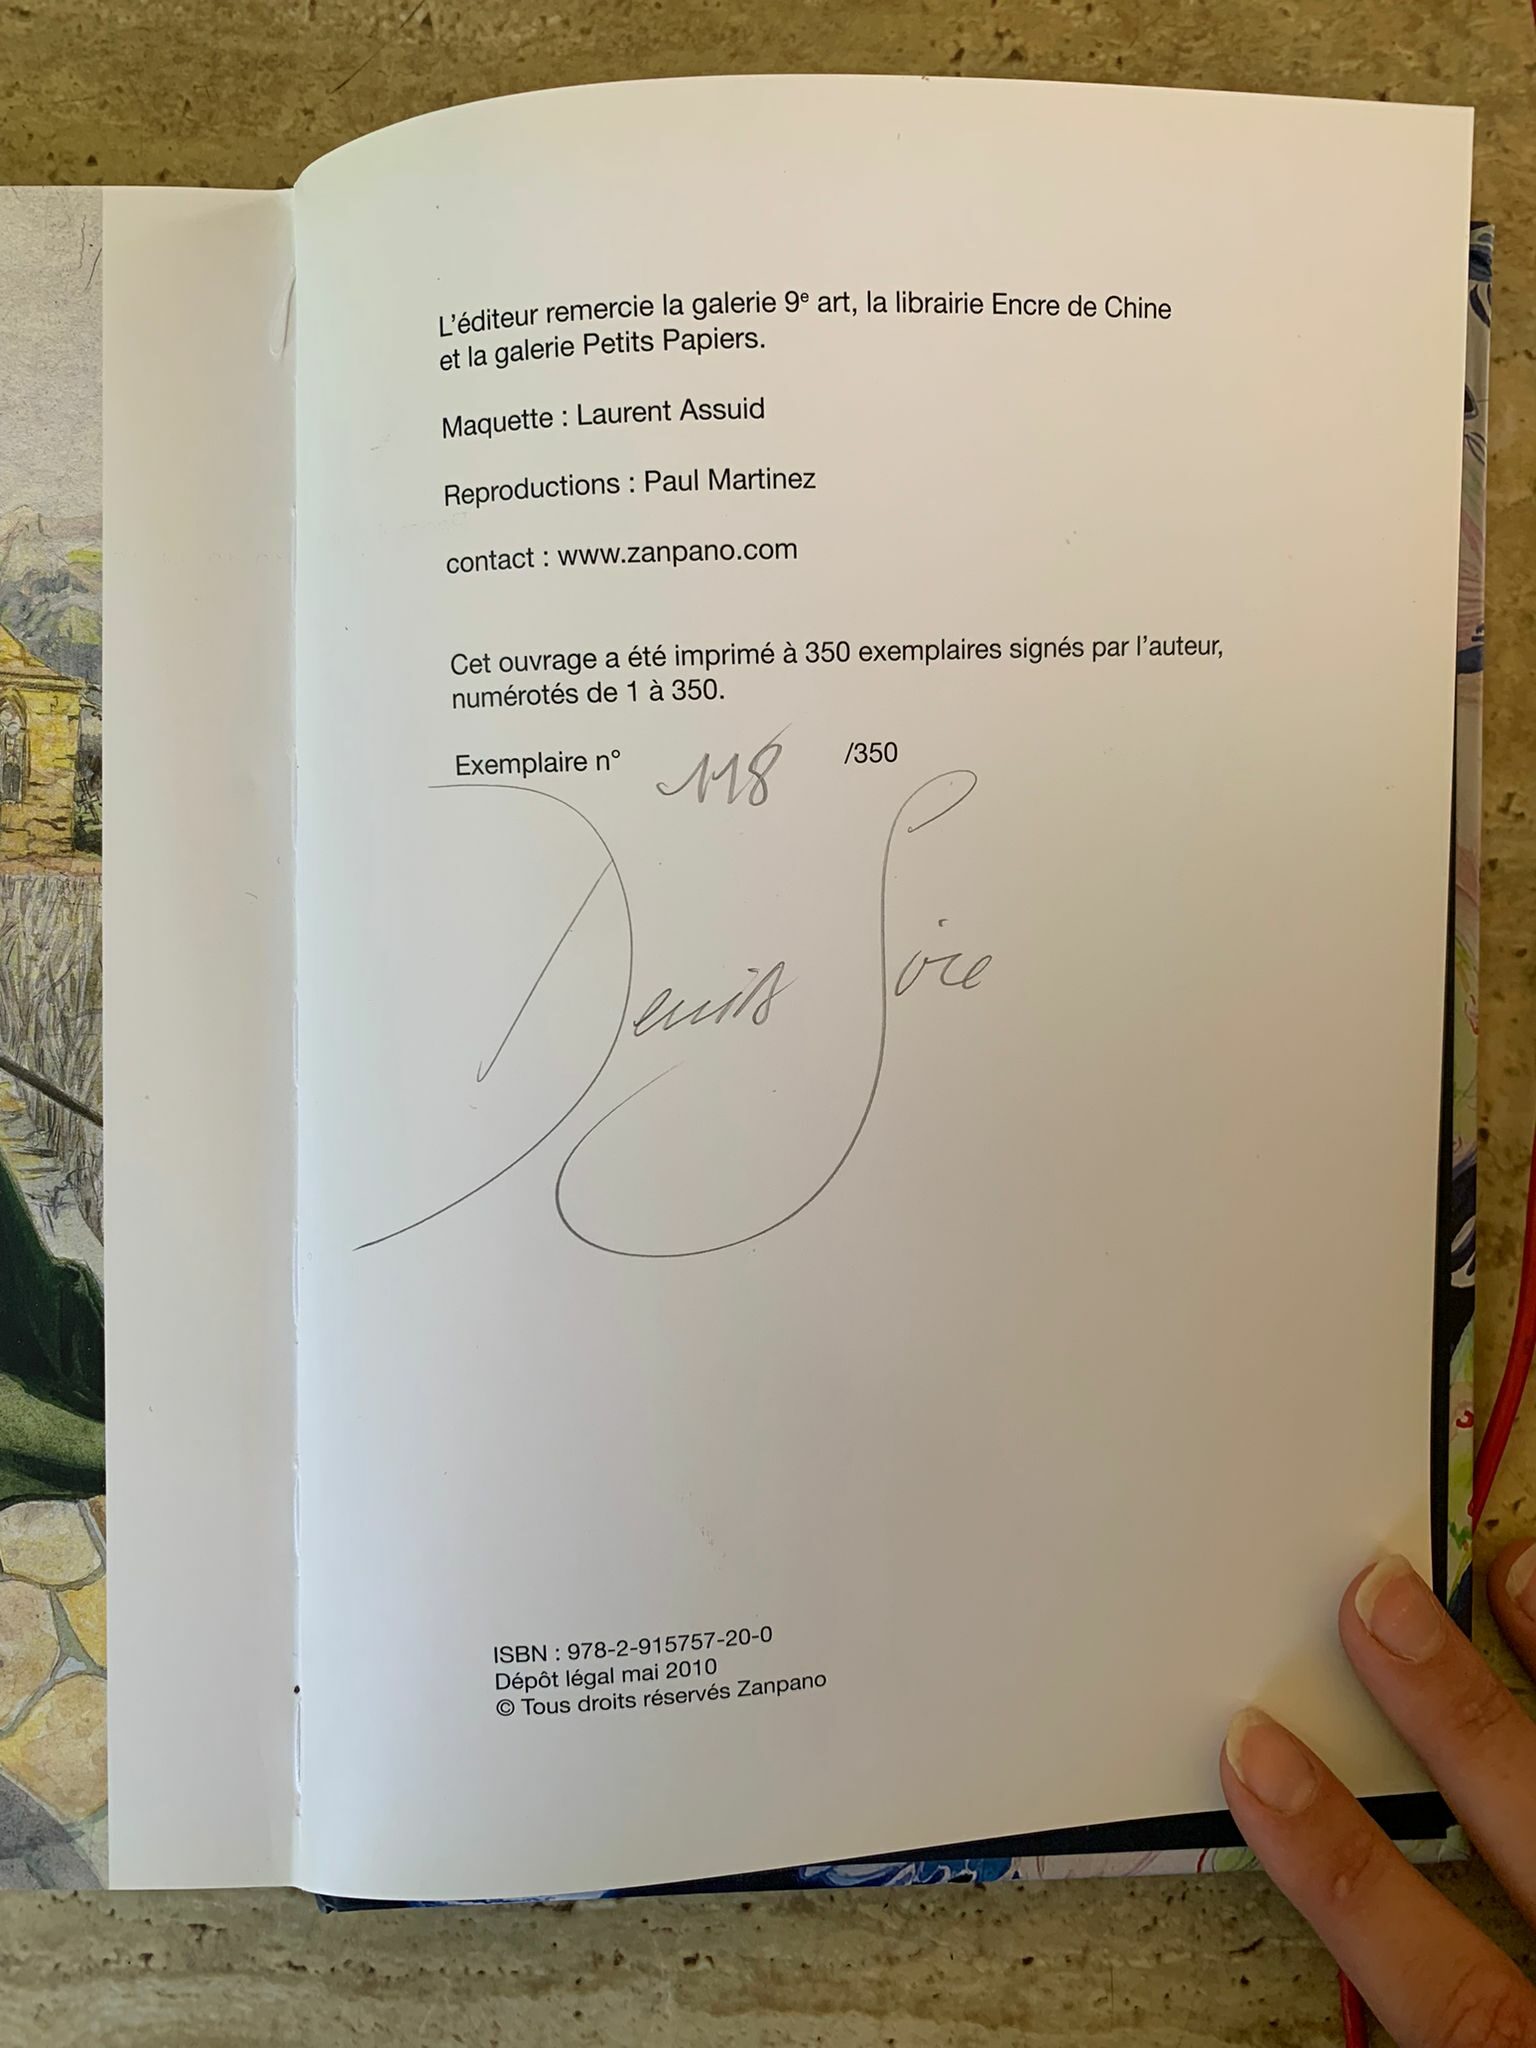 L'éditeur remercie la galerie 9e art, la librairie Encre de Chine
et la galerie Petits Papiers.
Maquette : Laurent Assuid
Reproductions : Paul Martinez
contact : www.zanpano.com
Cet ouvrage a été imprimé à 350 exemplaires signés par l'auteur,
numérotés de 1 à 350.
Exemplaire n° 118 /350
Denis Sire
ISBN : 978-2-915757-20-0
Dépôt légal mai 2010
© Tous droits réservés Zanpano